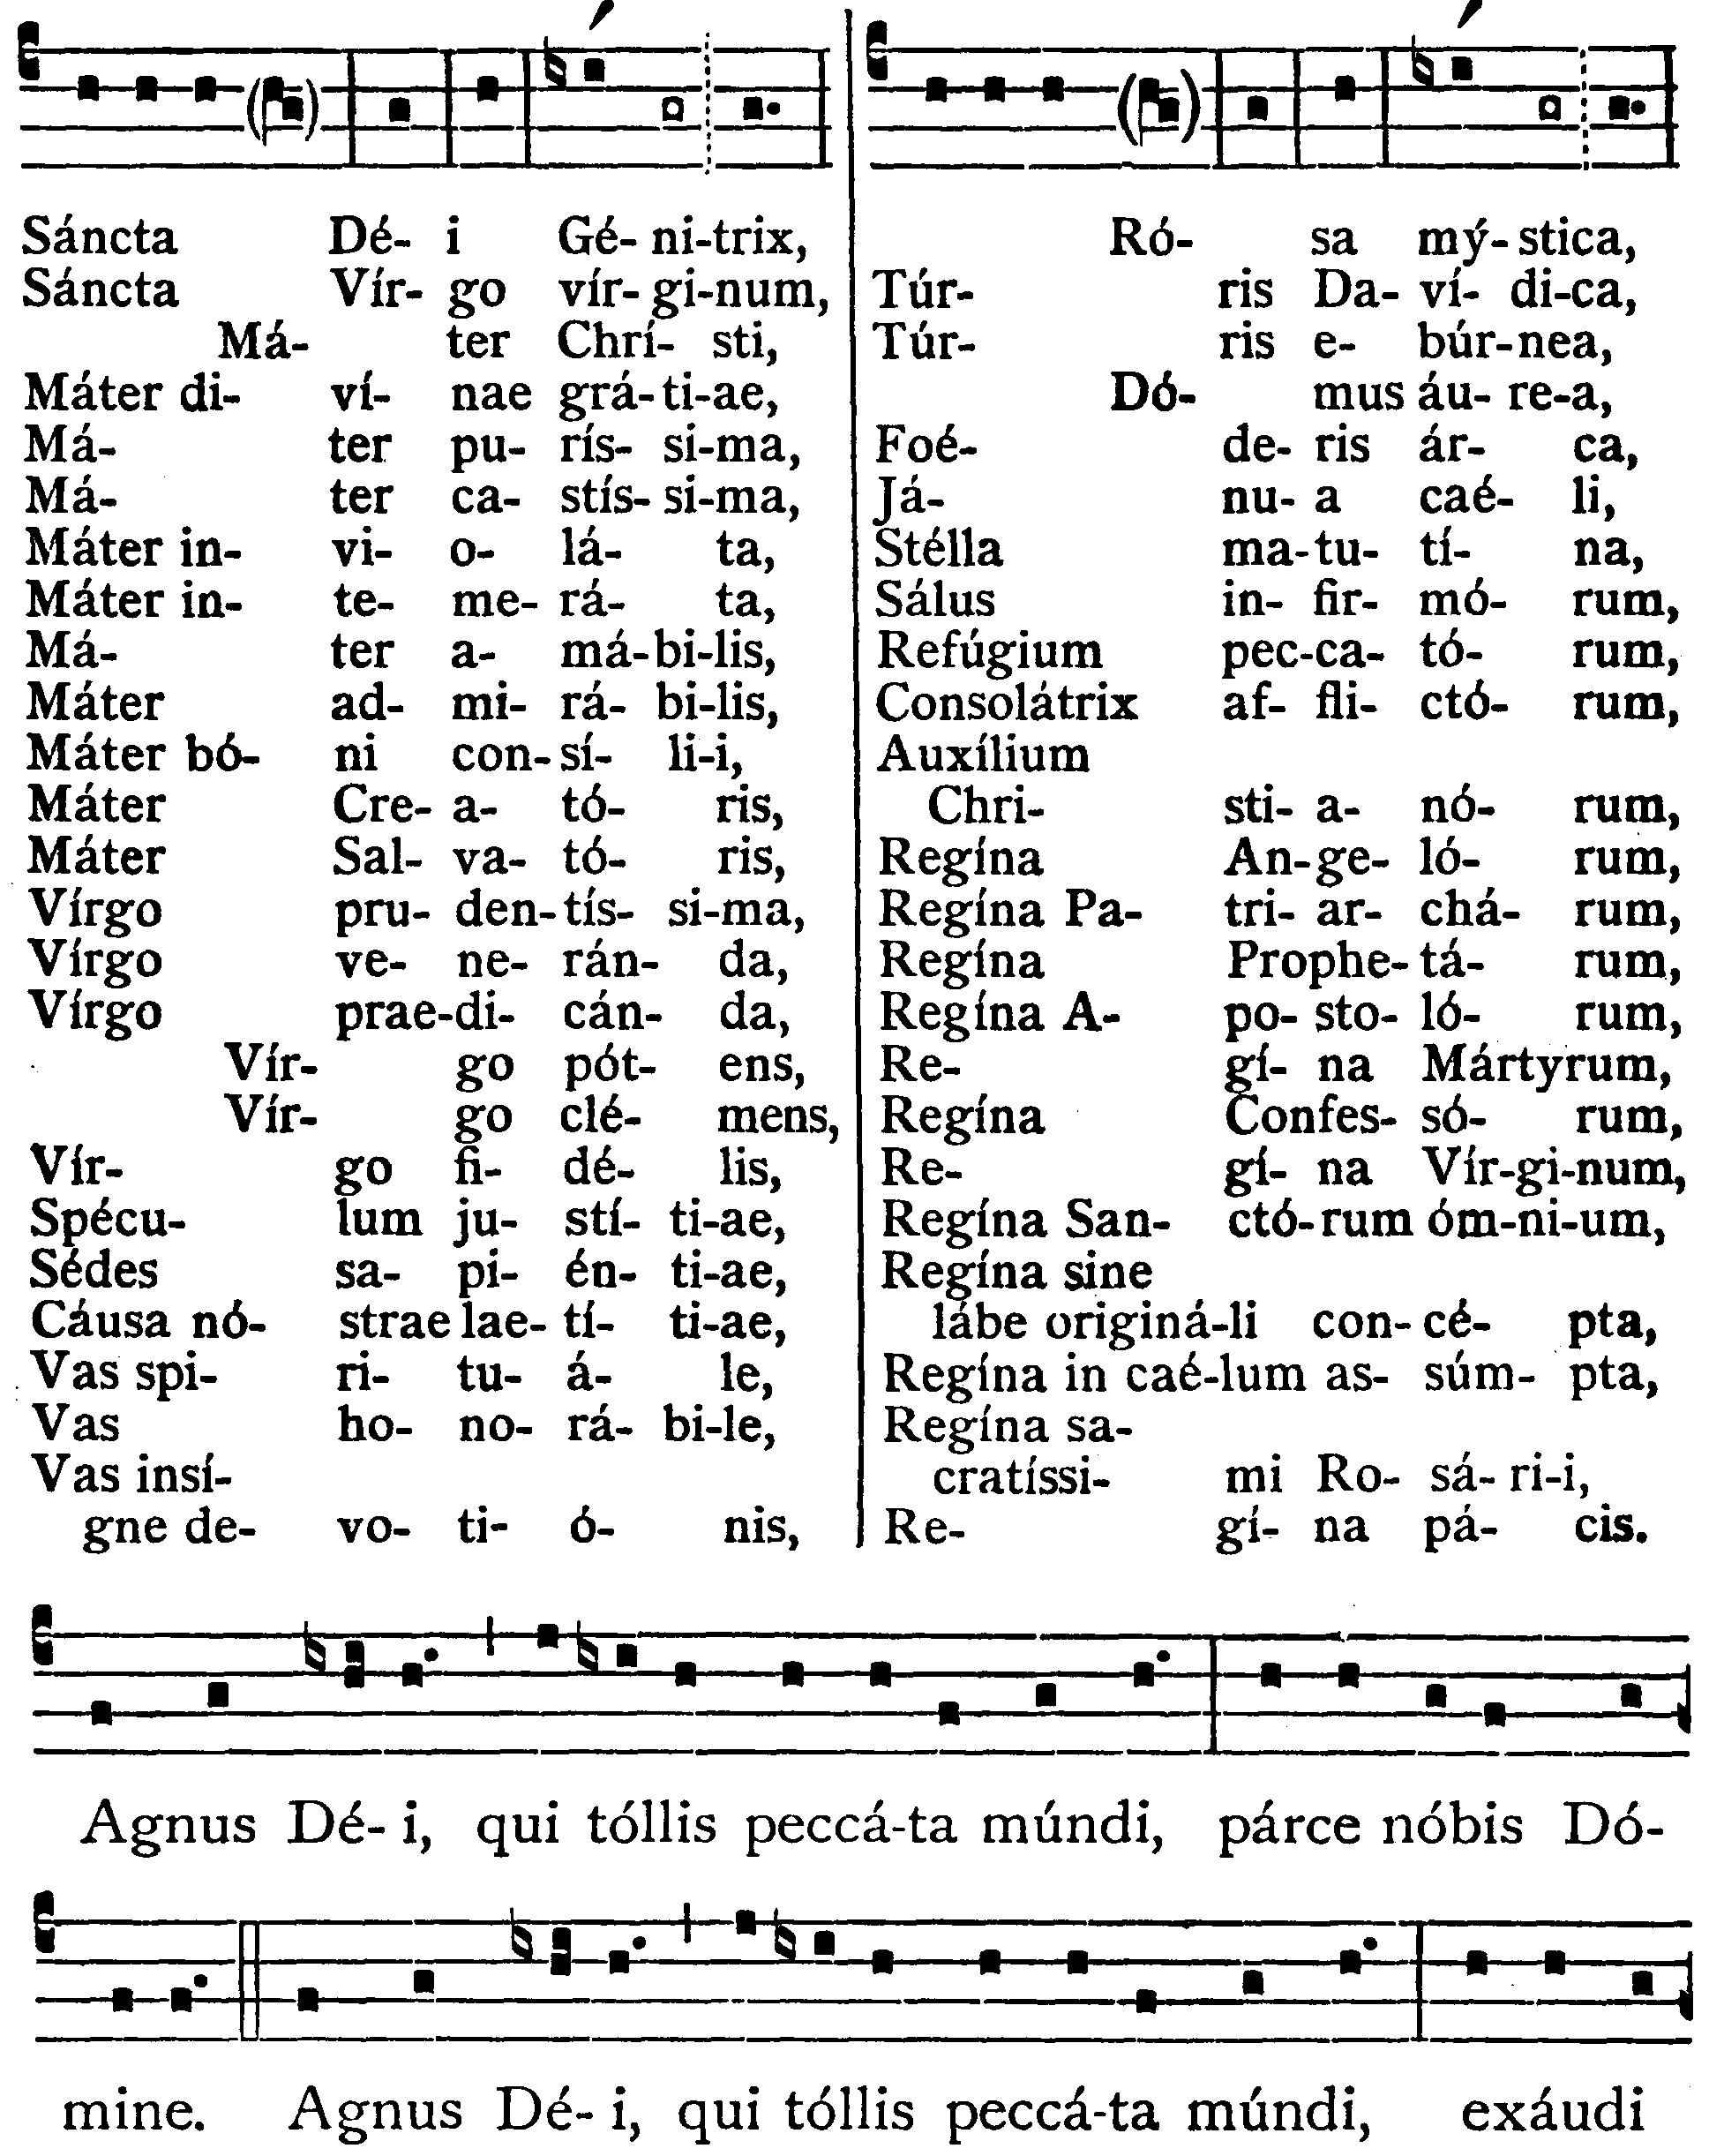 Sáncta Dé- i Gé- ni-trix,
Sáncta Vír- go vír- gi-num,
Má- ter Chrí- sti,
Máter di- ví- nae grá-ti-ae,
Má- ter pu- rís- si-ma,
Má- ter ca- stís- si-ma,
Máter in- vi- o- lá- ta,
Máter in- te- me- rá- ta,
Má- ter a- má-bi-lis,
Máter ad- mi- rá- bi-lis,
Máter bó- ni con-sí- li-i,
Máter Cre- a- tó- ris,
Máter Sal- va- tó- ris,
Vírgo pru- den-tís- si-ma,
Vírgo ve- ne- rán- da,
Vírgo prae-di- cán- da,
Vír- go pót- ens,
Vír- go clé- mens,
Vír- go fi- dé- lis,
Spécu- lum ju- stí- ti-ae,
Sédes sa- pi- én- ti-ae,
Cáusa nó- strae lae- tí- ti-ae,
Vas spi- ri- tu- á- le,
Vas ho- no- rá- bi-le,
Vas insí-
gne de- vo- ti- ó- nis,
Ró- sa mý-stica,
Túr- ris Da- ví- di-ca,
Túr- ris e- búr-nea,
Dó- mus áu- re-a,
Foé- de- ris ár- ca,
Já- nu- a caé- li,
Stélla ma-tu- tí- na,
Sálus in- fir- mó- rum,
Refúgium pec-ca- tó- rum,
Consolátrix af- fli- ctó- rum,
Auxílium
Chri- sti- a- nó- rum,
Regína An-ge- ló- rum,
Regína Pa- tri- ar- chá- rum,
Regína Prophe-tá- rum,
Regína A- po- sto- ló- rum,
Re- gí- na Mártyrum,
Regína Confes- só- rum,
Re- gí- na Vír-gi-num,
Regína San- ctó-rum óm-ni-um,
Regína sine
lábe originá-li con-cé- pta,
Regína in caé-lum as- súm- pta,
Regína sa-
cratíssi- mi Ro- sá- ri-i,
Re- gí- na pá- cis.
Agnus Dé- i, qui tóllis peccá-ta múndi, párce nóbis Dó-
mine. Agnus Dé- i, qui tóllis peccá-ta múndi, exáudi